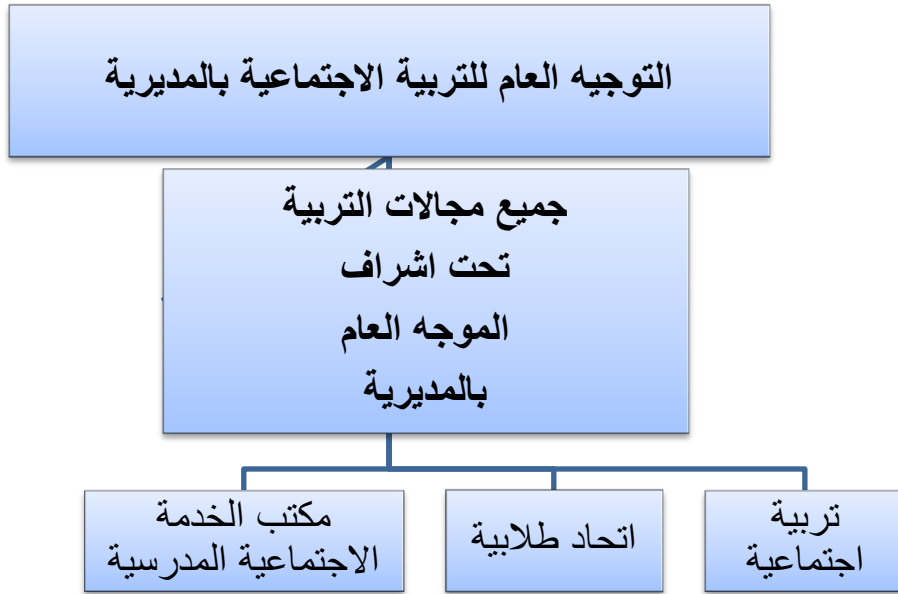 التوجيه العام للتربية الاجتماعية بالمديرية
جميع مجالات التربية
تحت اشراف
الموجه العام
بالمديرية
تربية
اجتماعية
اتحاد طلابية
مكتب الخدمة
الاجتماعية المدرسية